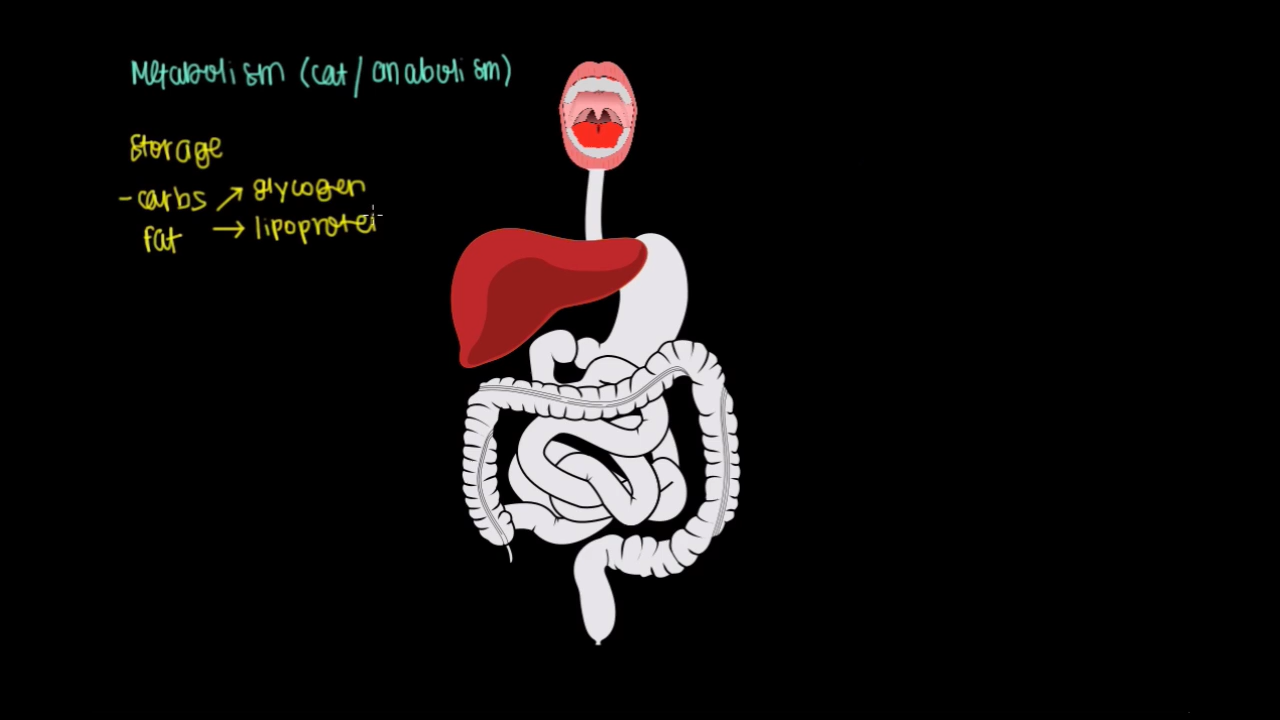 Metabolism (cat/anabolism)
Storage
- carbs → glycogen
fat → lipoprotei